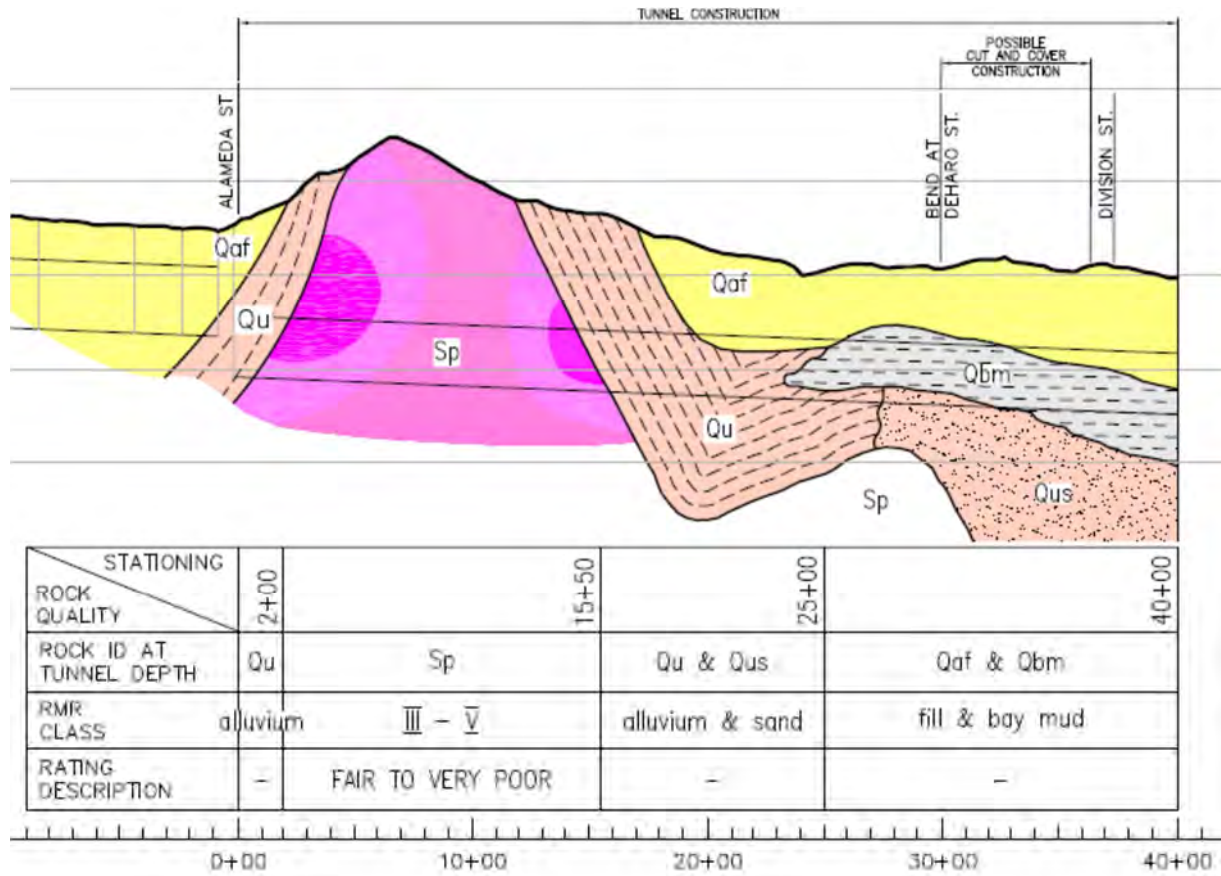 TUNNEL CONSTRUCTION
POSSIBLE
CUT AND COVER
CONSTRUCTION
ALAMEDA ST
BEND AT
DEHARO ST.
DIVISION ST.
Qaf
Qaf
Qu
Sp
Qbm
Qu
Qus
Sp
STATIONING
ROCK
QUALITY
2+00
15+50
25+00
40+00
ROCK ID AT
TUNNEL DEPTH
Qu
Sp
Qu & Qus
Qaf & Qbm
RMR
CLASS
alluvium
III - V
alluvium & sand
fill & bay mud
RATING
DESCRIPTION
-
FAIR TO VERY POOR
-
-
0+00
10+00
20+00
30+00
40+00